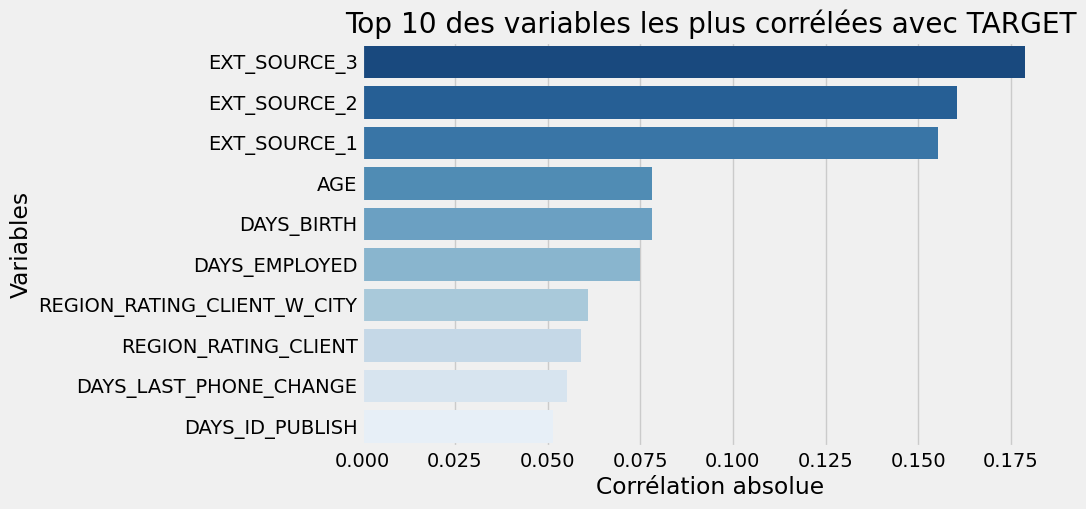 Top 10 des variables les plus corrélées avec TARGET
Variables
EXT_SOURCE_3
EXT_SOURCE_2
EXT_SOURCE_1
AGE
DAYS_BIRTH
DAYS_EMPLOYED
REGION_RATING_CLIENT_W_CITY
REGION_RATING_CLIENT
DAYS_LAST_PHONE_CHANGE
DAYS_ID_PUBLISH
0.000 0.025 0.050 0.075 0.100 0.125 0.150 0.175
Corrélation absolue